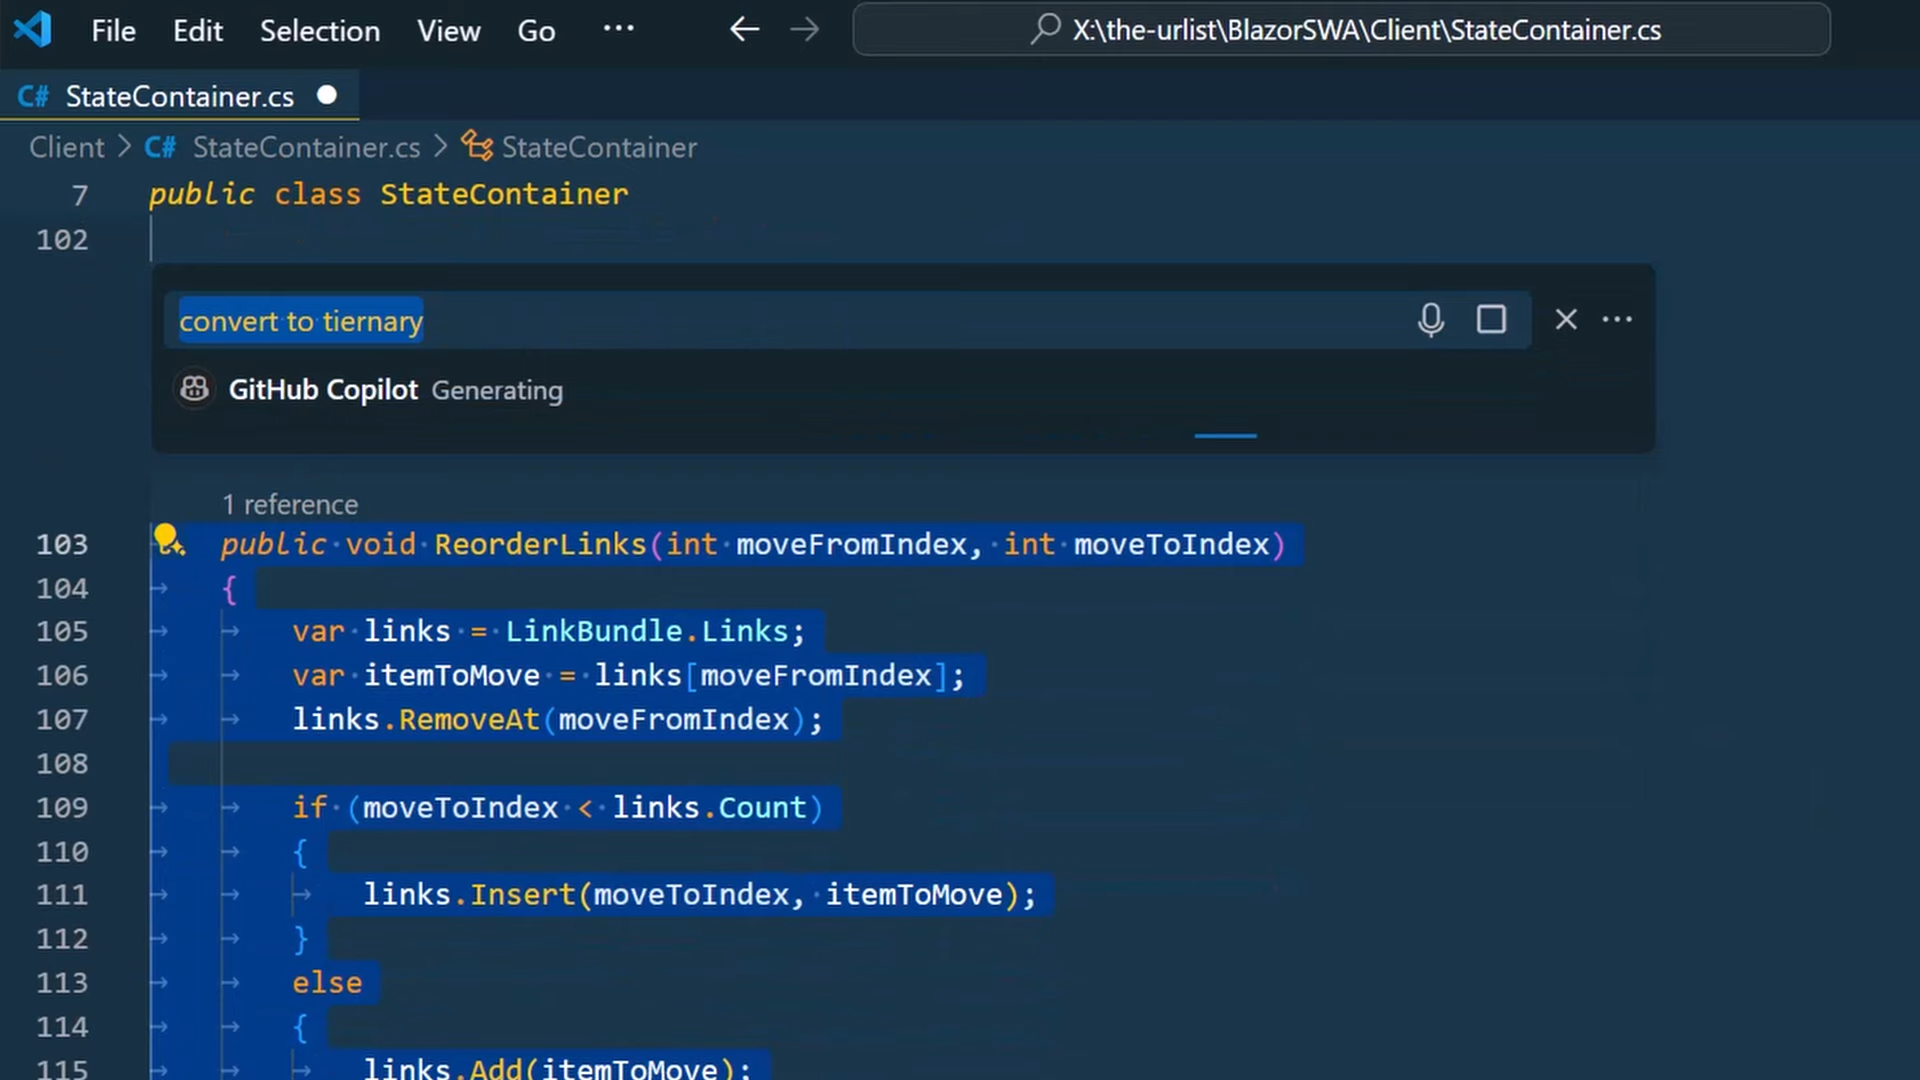 File Edit Selection View Go ··· X:\the-urlist\BlazorSWA\Client\StateContainer.cs
C# StateContainer.cs
Client > C# StateContainer.cs > StateContainer
7 public class StateContainer
102
convert to tiernary
GitHub Copilot Generating
1 reference
103 public void ReorderLinks(int moveFromIndex, int moveToIndex)
104 {
105 var links = LinkBundle.Links;
106 var itemToMove = links[moveFromIndex];
107 links.RemoveAt(moveFromIndex);
108
109 if (moveToIndex < links.Count)
110 {
111 links.Insert(moveToIndex, itemToMove);
112 }
113 else
114 {
115 links.Add(itemToMove);